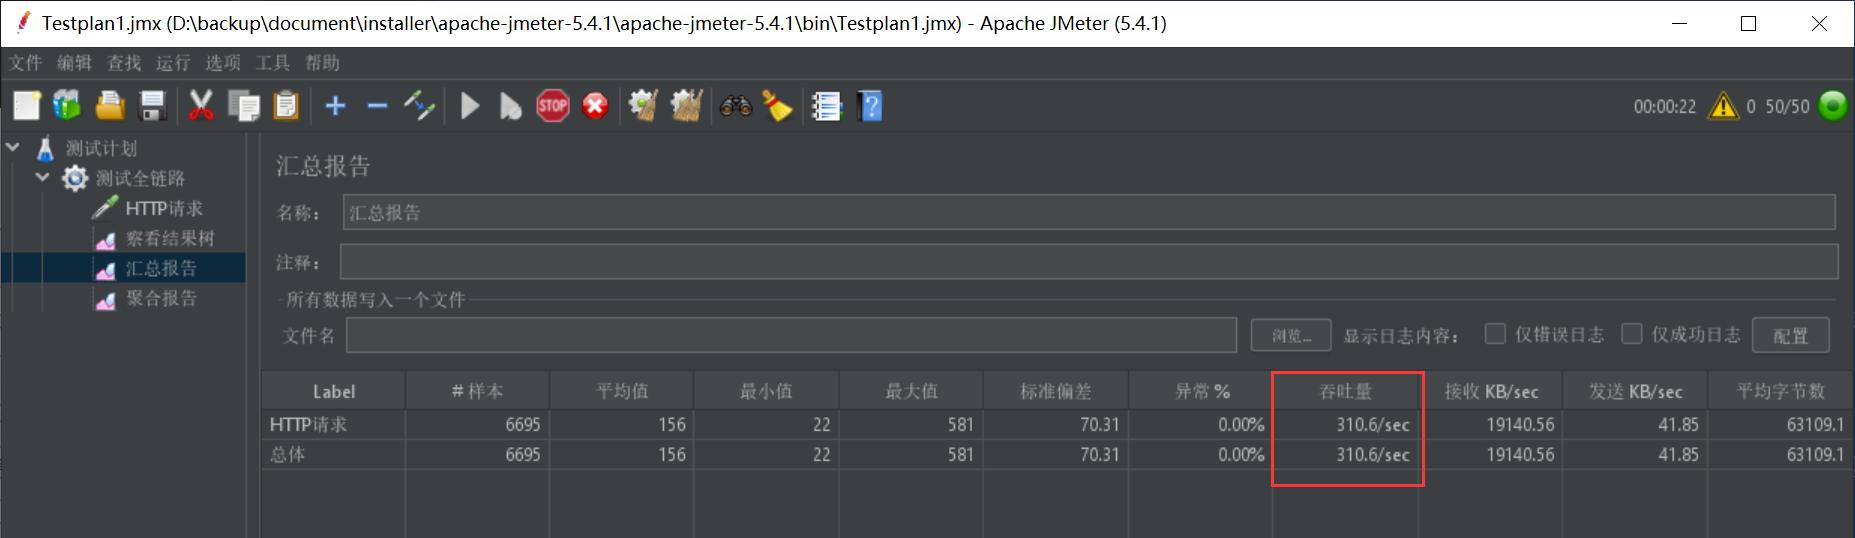 Testplan1.jmx (D:\backup\document\installer\apache-jmeter-5.4.1\apache-jmeter-5.4.1\bin\Testplan1.jmx) - Apache JMeter (5.4.1)
文件 编辑 查找 运行 选项 工具 帮助
STOP ? 00:00:22 0 50/50
测试计划
测试全链路
HTTP请求
察看结果树
汇总报告
聚合报告
汇总报告
名称： 汇总报告
注释：
所有数据写入一个文件
文件名 浏览... 显示日志内容： 仅错误日志 仅成功日志 配置
Label # 样本 平均值 最小值 最大值 标准偏差 异常 % 吞吐量 接收 KB/sec 发送 KB/sec 平均字节数
HTTP请求 6695 156 22 581 70.31 0.00% 310.6/sec 19140.56 41.85 63109.1
总体 6695 156 22 581 70.31 0.00% 310.6/sec 19140.56 41.85 63109.1